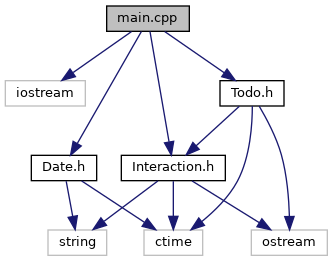 main.cpp
iostream
Todo.h
Date.h
Interaction.h
string
ctime
ostream